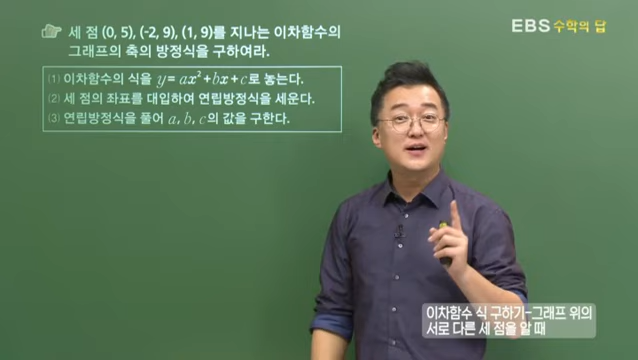 세 점 (0, 5), (-2, 9), (1, 9)를 지나는 이차함수의
그래프의 축의 방정식을 구하여라.
(1) 이차함수의 식을 y = ax² + bx + c로 놓는다.
(2) 세 점의 좌표를 대입하여 연립방정식을 세운다.
(3) 연립방정식을 풀어 a, b, c의 값을 구한다.
EBS 수학의 답
이차함수 식 구하기-그래프 위의
서로 다른 세 점을 알 때